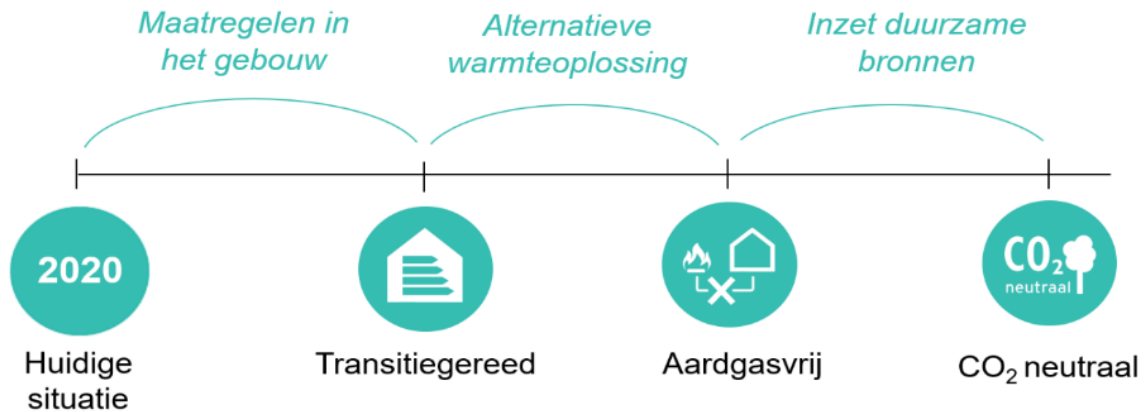 Maatregelen in
het gebouw
Alternatieve
warmteoplossing
Inzet duurzame
bronnen
2020
CO₂
neutraal
Huidige
situatie
Transitiegereed
Aardgasvrij
CO₂ neutraal